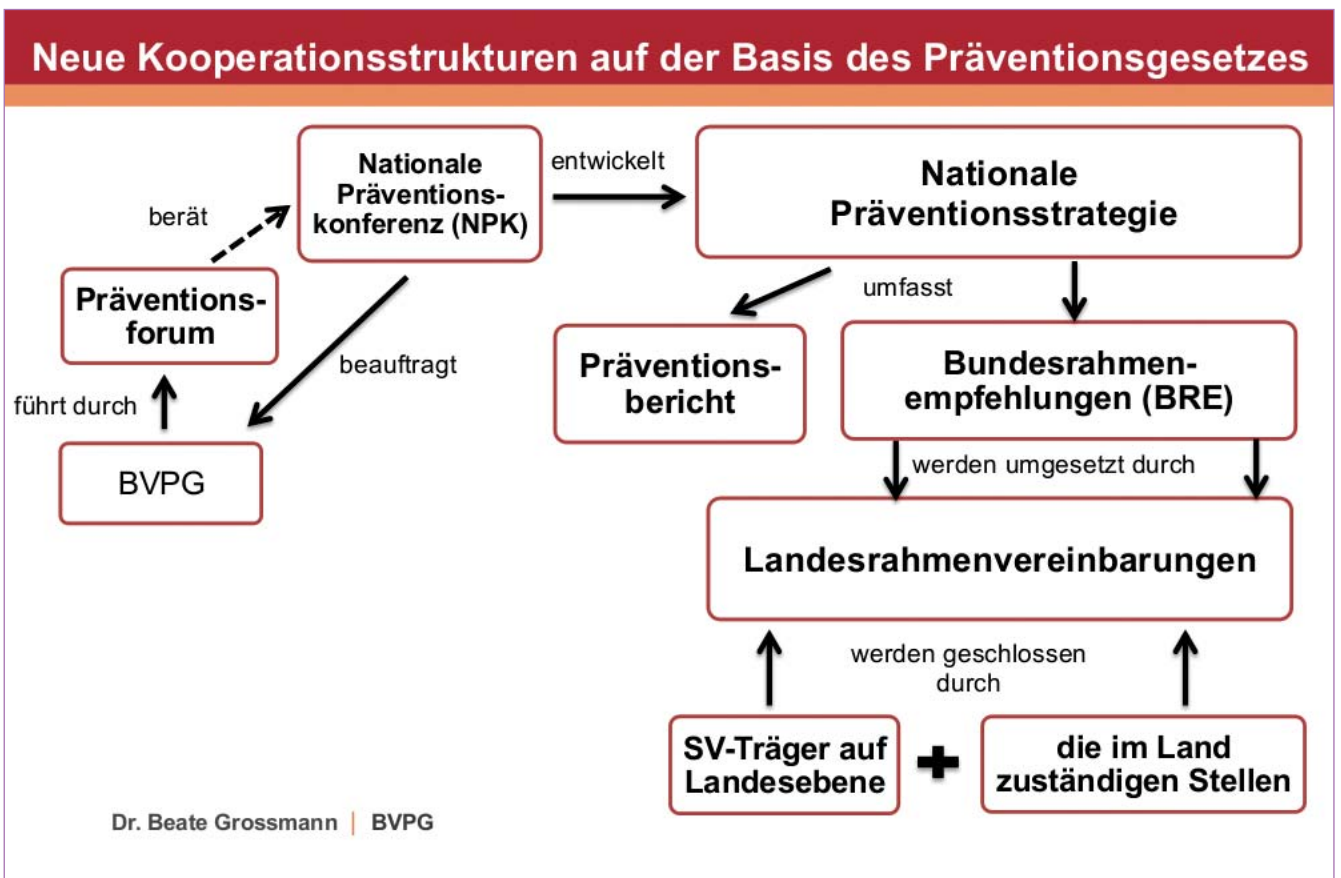 Neue Kooperationsstrukturen auf der Basis des Präventionsgesetzes
Nationale
Präventions-
konferenz (NPK)
entwickelt
Nationale
Präventionsstrategie
berät
Präventions-
forum
beauftragt
führt durch
BVPG
umfasst
Präventions-
bericht
Bundesrahmen-
empfehlungen (BRE)
werden umgesetzt durch
Landesrahmenvereinbarungen
werden geschlossen
durch
SV-Träger auf
Landesebene
die im Land
zuständigen Stellen
Dr. Beate Grossmann | BVPG